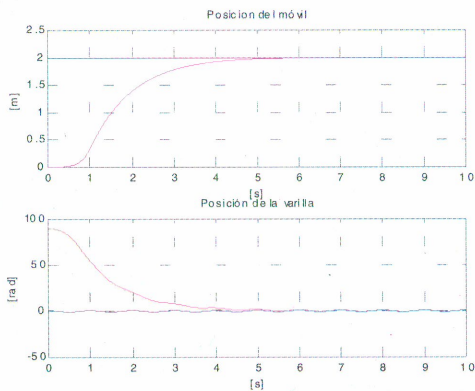 Posicion del móvil
2.5
2
1.5
1
0.5
0
[m]
0 1 2 3 4 5 6 7 8 9 10
[s]
Posición de la varilla
100
50
0
-50
[rad]
0 1 2 3 4 5 6 7 8 9 10
[s]